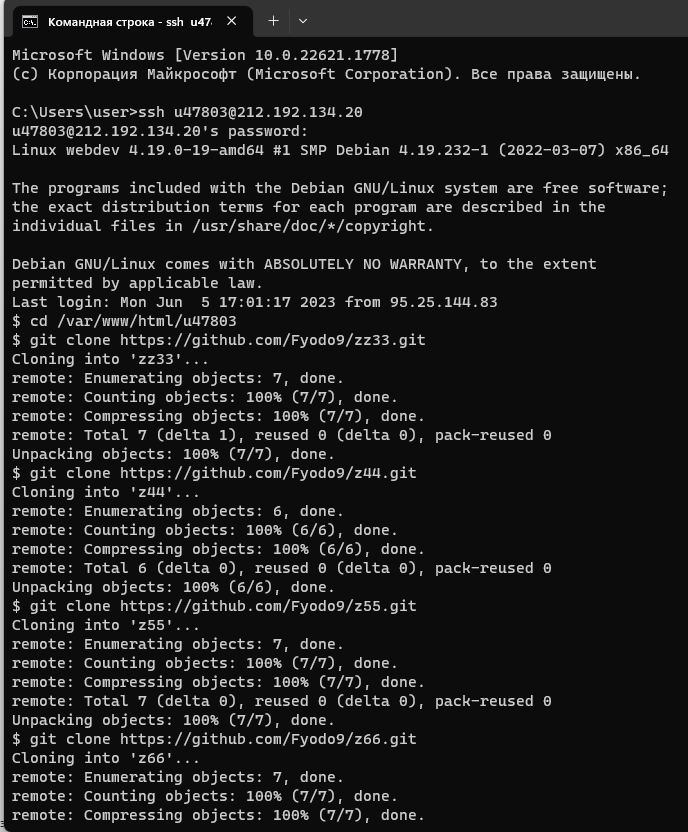 Командная строка - ssh u47
Microsoft Windows [Version 10.0.22621.1778]
(c) Корпорация Майкрософт (Microsoft Corporation). Все права защищены.
C:\Users\user>ssh u47803@212.192.134.20
u47803@212.192.134.20's password:
Linux webdev 4.19.0-19-amd64 #1 SMP Debian 4.19.232-1 (2022-03-07) x86_64
The programs included with the Debian GNU/Linux system are free software;
the exact distribution terms for each program are described in the
individual files in /usr/share/doc/*/copyright.
Debian GNU/Linux comes with ABSOLUTELY NO WARRANTY, to the extent
permitted by applicable law.
Last login: Mon Jun  5 17:01:17 2023 from 95.25.144.83
$ cd /var/www/html/u47803
$ git clone https://github.com/Fyodo9/zz33.git
Cloning into 'zz33'...
remote: Enumerating objects: 7, done.
remote: Counting objects: 100% (7/7), done.
remote: Compressing objects: 100% (7/7), done.
remote: Total 7 (delta 1), reused 0 (delta 0), pack-reused 0
Unpacking objects: 100% (7/7), done.
$ git clone https://github.com/Fyodo9/z44.git
Cloning into 'z44'...
remote: Enumerating objects: 6, done.
remote: Counting objects: 100% (6/6), done.
remote: Compressing objects: 100% (6/6), done.
remote: Total 6 (delta 0), reused 0 (delta 0), pack-reused 0
Unpacking objects: 100% (6/6), done.
$ git clone https://github.com/Fyodo9/z55.git
Cloning into 'z55'...
remote: Enumerating objects: 7, done.
remote: Counting objects: 100% (7/7), done.
remote: Compressing objects: 100% (7/7), done.
remote: Total 7 (delta 0), reused 0 (delta 0), pack-reused 0
Unpacking objects: 100% (7/7), done.
$ git clone https://github.com/Fyodo9/z66.git
Cloning into 'z66'...
remote: Enumerating objects: 7, done.
remote: Counting objects: 100% (7/7), done.
remote: Compressing objects: 100% (7/7), done.